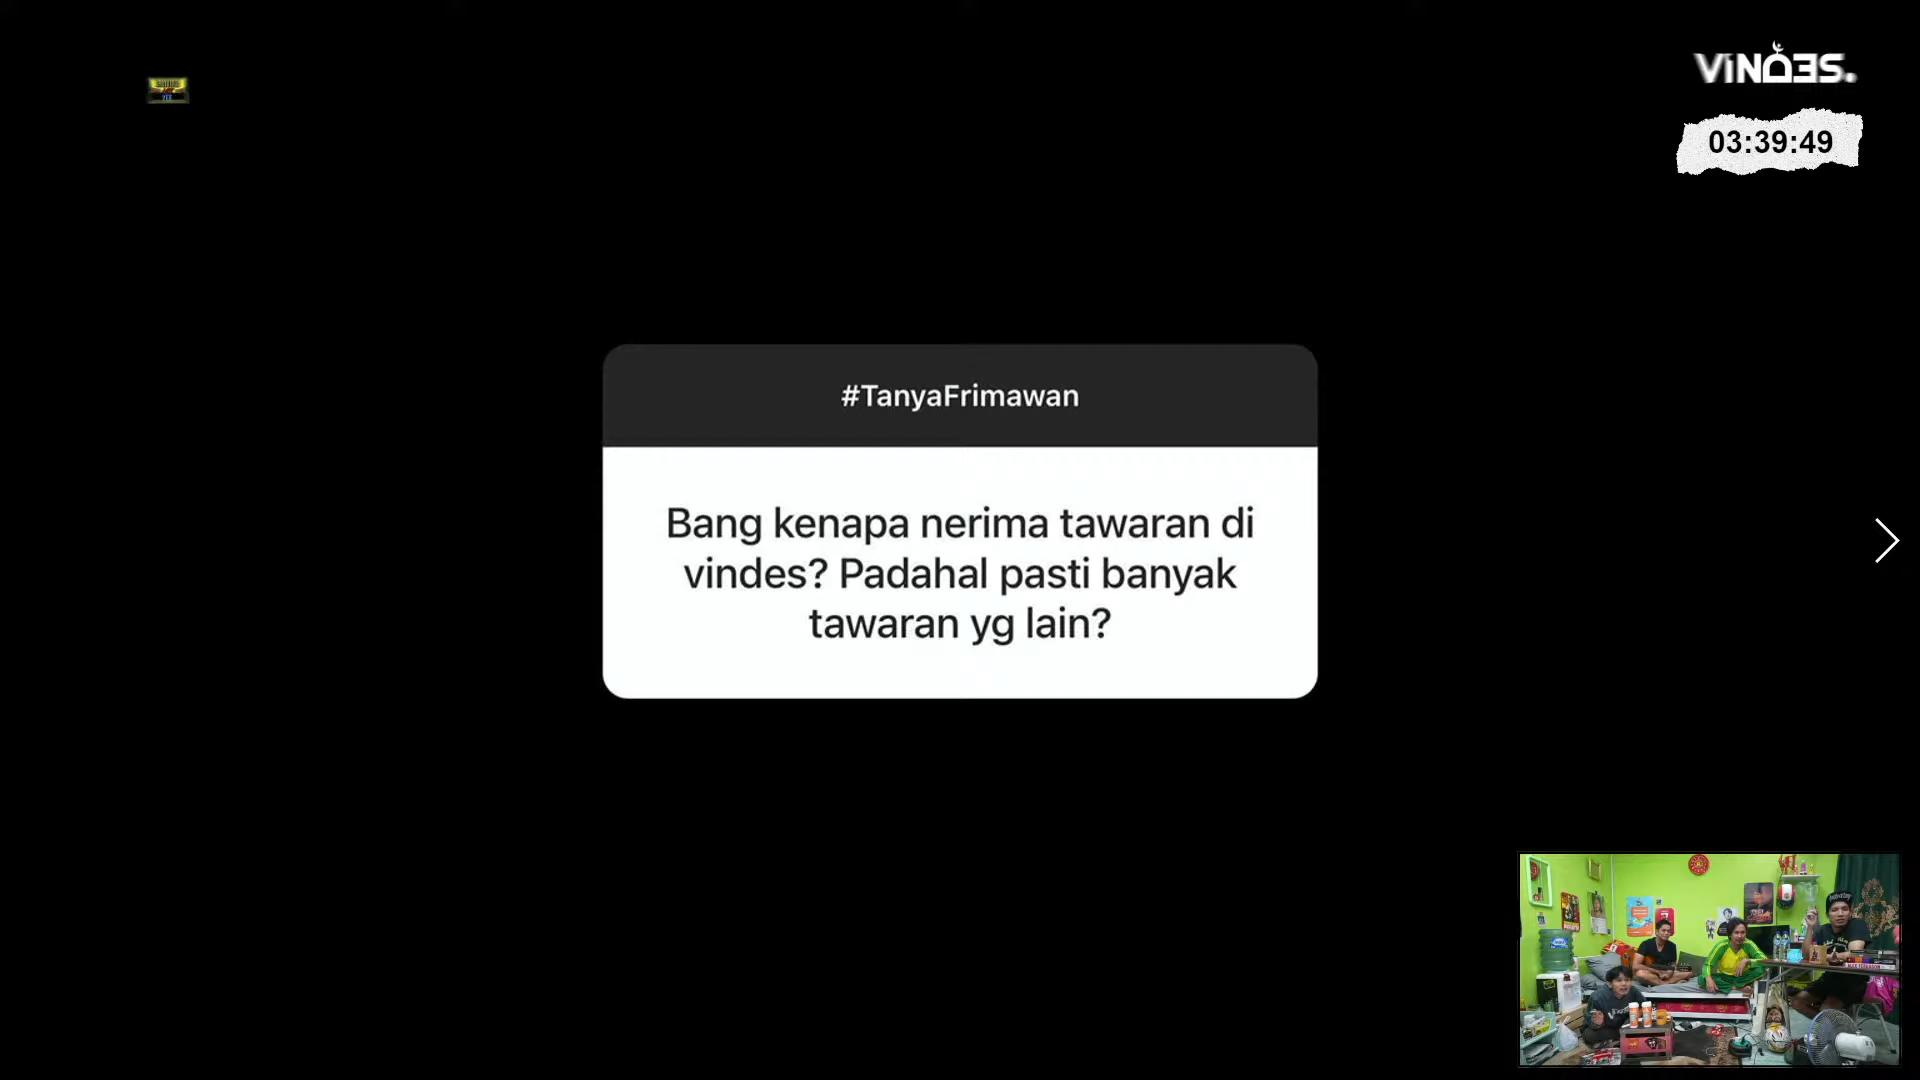 VINDES.
03:39:49
#TanyaFrimawan
Bang kenapa nerima tawaran di
vindes? Padahal pasti banyak
tawaran yg lain?